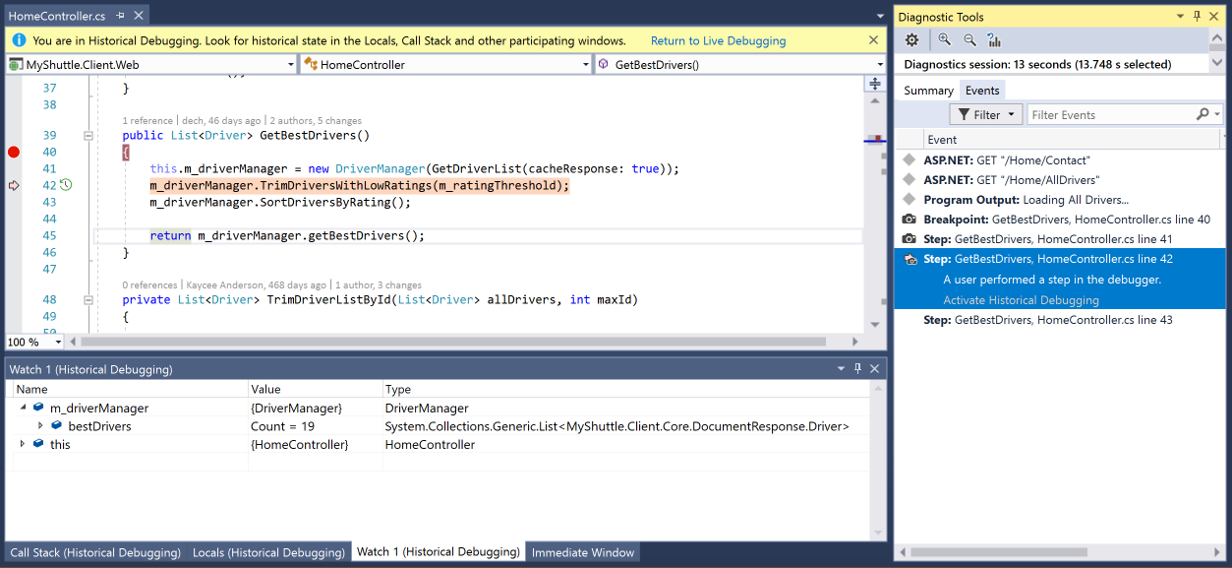 HomeController.cs
You are in Historical Debugging. Look for historical state in the Locals, Call Stack and other participating windows. Return to Live Debugging
MyShuttle.Client.Web HomeController GetBestDrivers()
37 }
38
1 reference | dech, 46 days ago | 2 authors, 5 changes
39 public List<Driver> GetBestDrivers()
40 {
41 this.m_driverManager = new DriverManager(GetDriverList(cacheResponse: true));
42 m_driverManager.TrimDriversWithLowRatings(m_ratingThreshold);
43 m_driverManager.SortDriversByRating();
44
45 return m_driverManager.getBestDrivers();
46 }
47
0 references | Kaycee Anderson, 468 days ago | 1 author, 3 changes
48 private List<Driver> TrimDriverListById(List<Driver> allDrivers, int maxId)
49 {
100 %
Watch 1 (Historical Debugging)
Name Value Type
m_driverManager {DriverManager} DriverManager
bestDrivers Count = 19 System.Collections.Generic.List<MyShuttle.Client.Core.DocumentResponse.Driver>
this {HomeController} HomeController
Call Stack (Historical Debugging) Locals (Historical Debugging) Watch 1 (Historical Debugging) Immediate Window
Diagnostic Tools
Diagnostics session: 13 seconds (13.748 s selected)
Summary Events
Filter Filter Events
Event
ASP.NET: GET "/Home/Contact"
ASP.NET: GET "/Home/AllDrivers"
Program Output: Loading All Drivers...
Breakpoint: GetBestDrivers, HomeController.cs line 40
Step: GetBestDrivers, HomeController.cs line 41
Step: GetBestDrivers, HomeController.cs line 42
A user performed a step in the debugger.
Activate Historical Debugging
Step: GetBestDrivers, HomeController.cs line 43